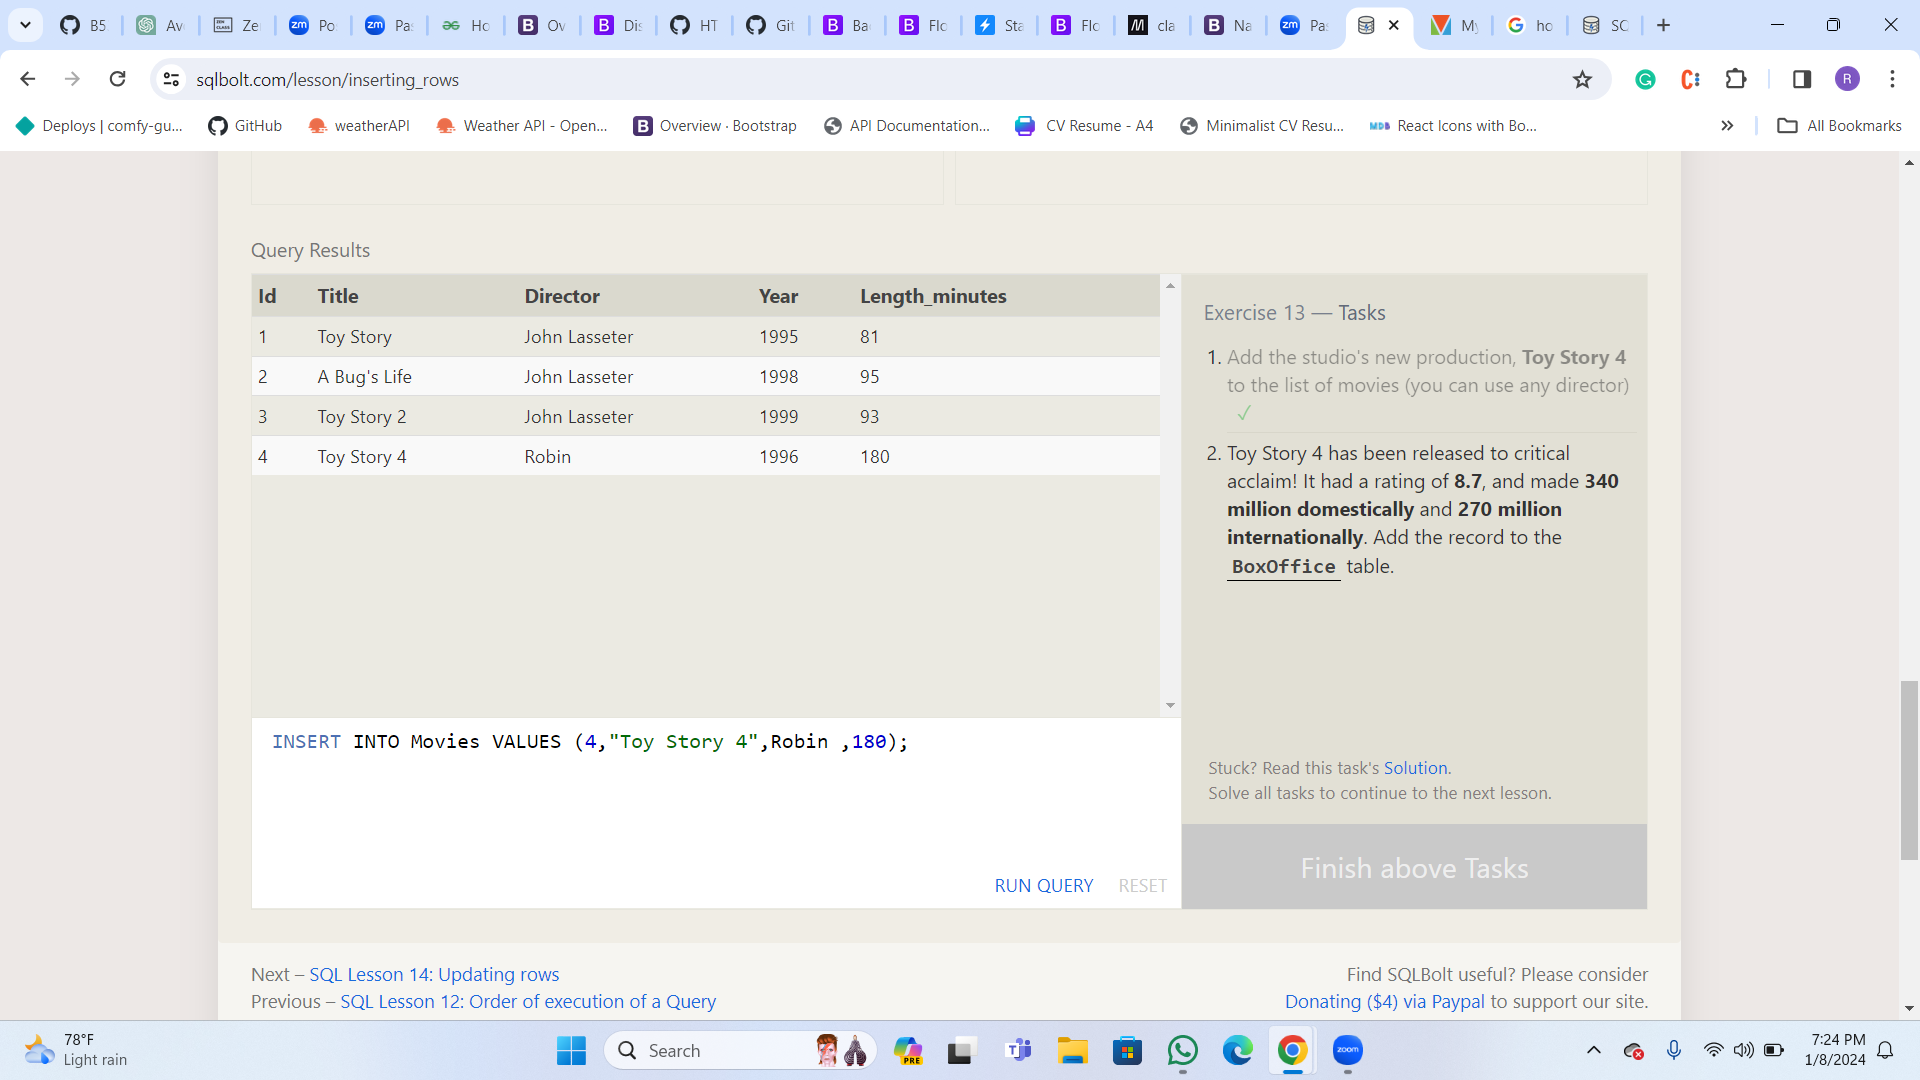 B5
Ave
Ze
Po
Pas
Ho
Ov
Dis
HT
Git
Ba
Flo
Sta
Flo
cla
Na
Pa
My
ho
SC
sqlbolt.com/lesson/inserting_rows
R
Deploys | comfy-gu...
GitHub
weatherAPI
Weather API - Open...
Overview · Bootstrap
API Documentation...
CV Resume - A4
Minimalist CV Resu...
React Icons with Bo...
All Bookmarks
Query Results
Id Title Director Year Length_minutes
1 Toy Story John Lasseter 1995 81
2 A Bug's Life John Lasseter 1998 95
3 Toy Story 2 John Lasseter 1999 93
4 Toy Story 4 Robin 1996 180
Exercise 13 — Tasks
1. Add the studio's new production, Toy Story 4
to the list of movies (you can use any director)
✓
2. Toy Story 4 has been released to critical
acclaim! It had a rating of 8.7, and made 340
million domestically and 270 million
internationally. Add the record to the
BoxOffice table.
INSERT INTO Movies VALUES (4,"Toy Story 4",Robin ,180);
RUN QUERY RESET
Stuck? Read this task's Solution.
Solve all tasks to continue to the next lesson.
Finish above Tasks
Next – SQL Lesson 14: Updating rows
Previous – SQL Lesson 12: Order of execution of a Query
Find SQLBolt useful? Please consider
Donating ($4) via Paypal to support our site.
78°F
Light rain
Search
PRE
zoom
7:24 PM
1/8/2024